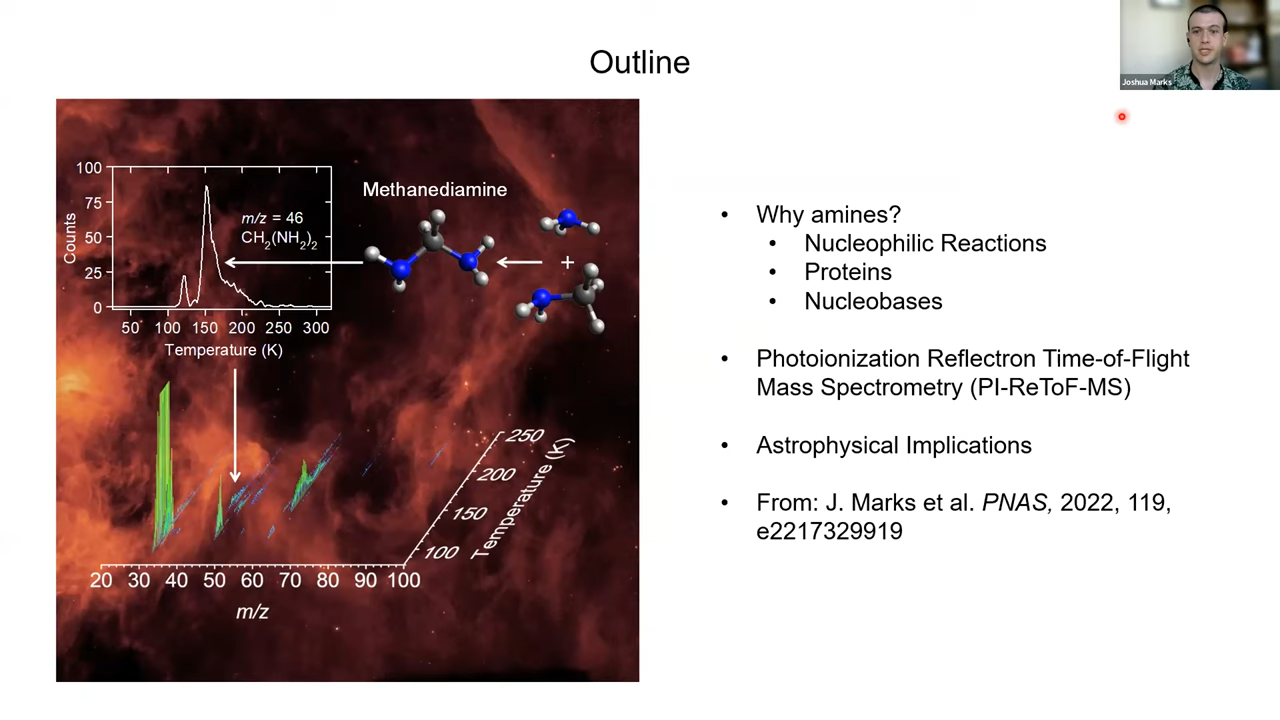 Outline
Joshua Marks
100
75
50
25
0
Counts
m/z = 46
CH2(NH2)2
50 100 150 200 250 300
Temperature (K)
Methanediamine
+
250
200
150
100
Temperature (K)
20 30 40 50 60 70 80 90 100
m/z
• Why amines?
• Nucleophilic Reactions
• Proteins
• Nucleobases
• Photoionization Reflectron Time-of-Flight
Mass Spectrometry (PI-ReToF-MS)
• Astrophysical Implications
• From: J. Marks et al. PNAS, 2022, 119,
e2217329919